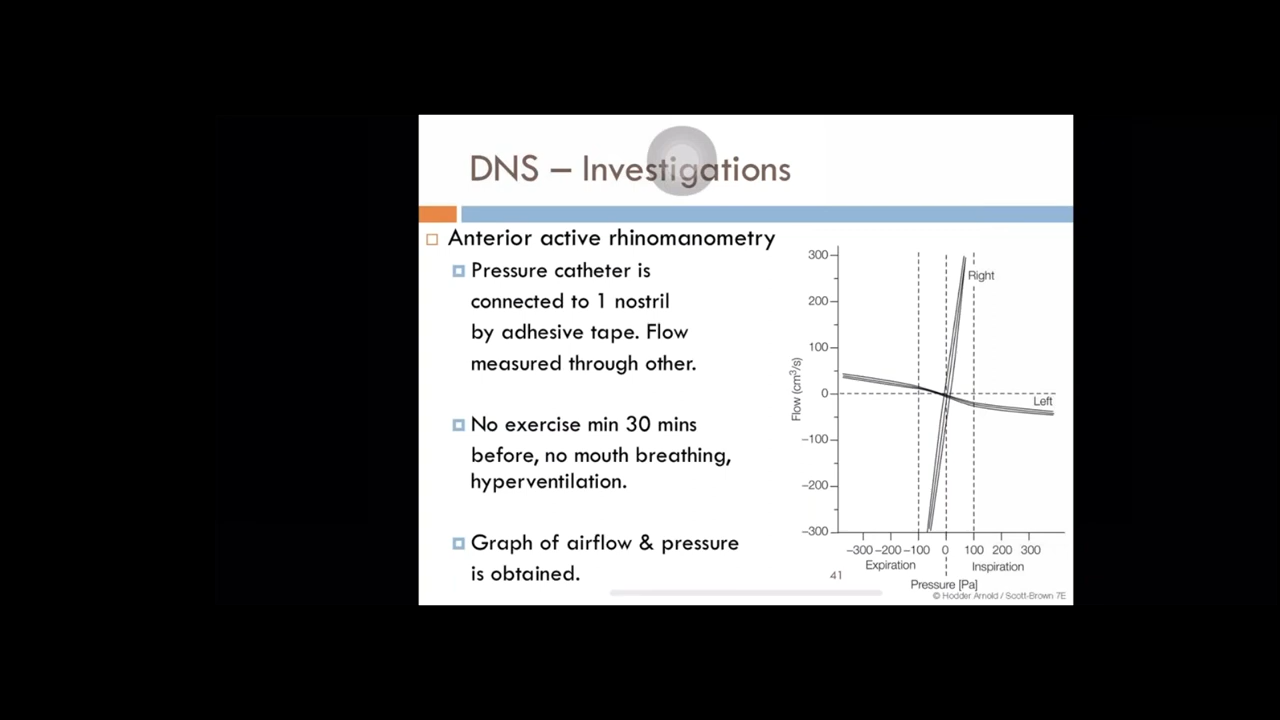 DNS – Investigations
Anterior active rhinomanometry
Pressure catheter is
connected to 1 nostril
by adhesive tape. Flow
measured through other.
No exercise min 30 mins
before, no mouth breathing,
hyperventilation.
Graph of airflow & pressure
is obtained.
300
200
100
0
–100
–200
–300
Flow (cm³/s)
Right
Left
–300 –200 –100 0 100 200 300
Expiration Inspiration
Pressure [Pa]
41
© Hodder Arnold / Scott-Brown 7E